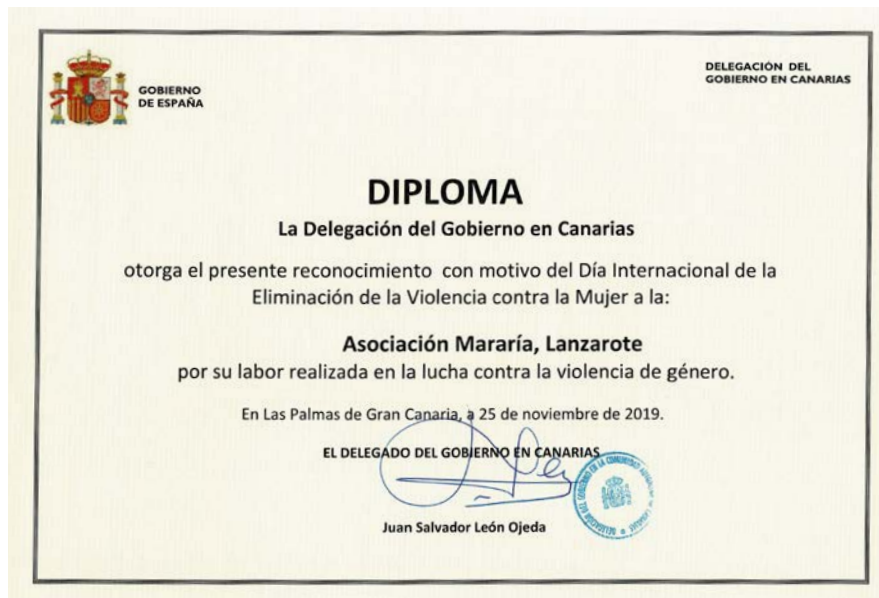 GOBIERNO
DE ESPAÑA
DELEGACIÓN DEL
GOBIERNO EN CANARIAS
DIPLOMA
La Delegación del Gobierno en Canarias
otorga el presente reconocimiento con motivo del Día Internacional de la
Eliminación de la Violencia contra la Mujer a la:
Asociación Mararía, Lanzarote
por su labor realizada en la lucha contra la violencia de género.
En Las Palmas de Gran Canaria, a 25 de noviembre de 2019.
EL DELEGADO DEL GOBIERNO EN CANARIAS
Juan Salvador León Ojeda